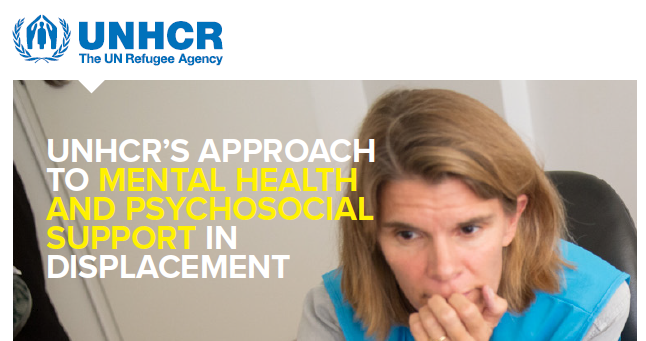 UNHCR
The UN Refugee Agency
UNHCR'S APPROACH
TO MENTAL HEALTH
AND PSYCHOSOCIAL
SUPPORT IN
DISPLACEMENT